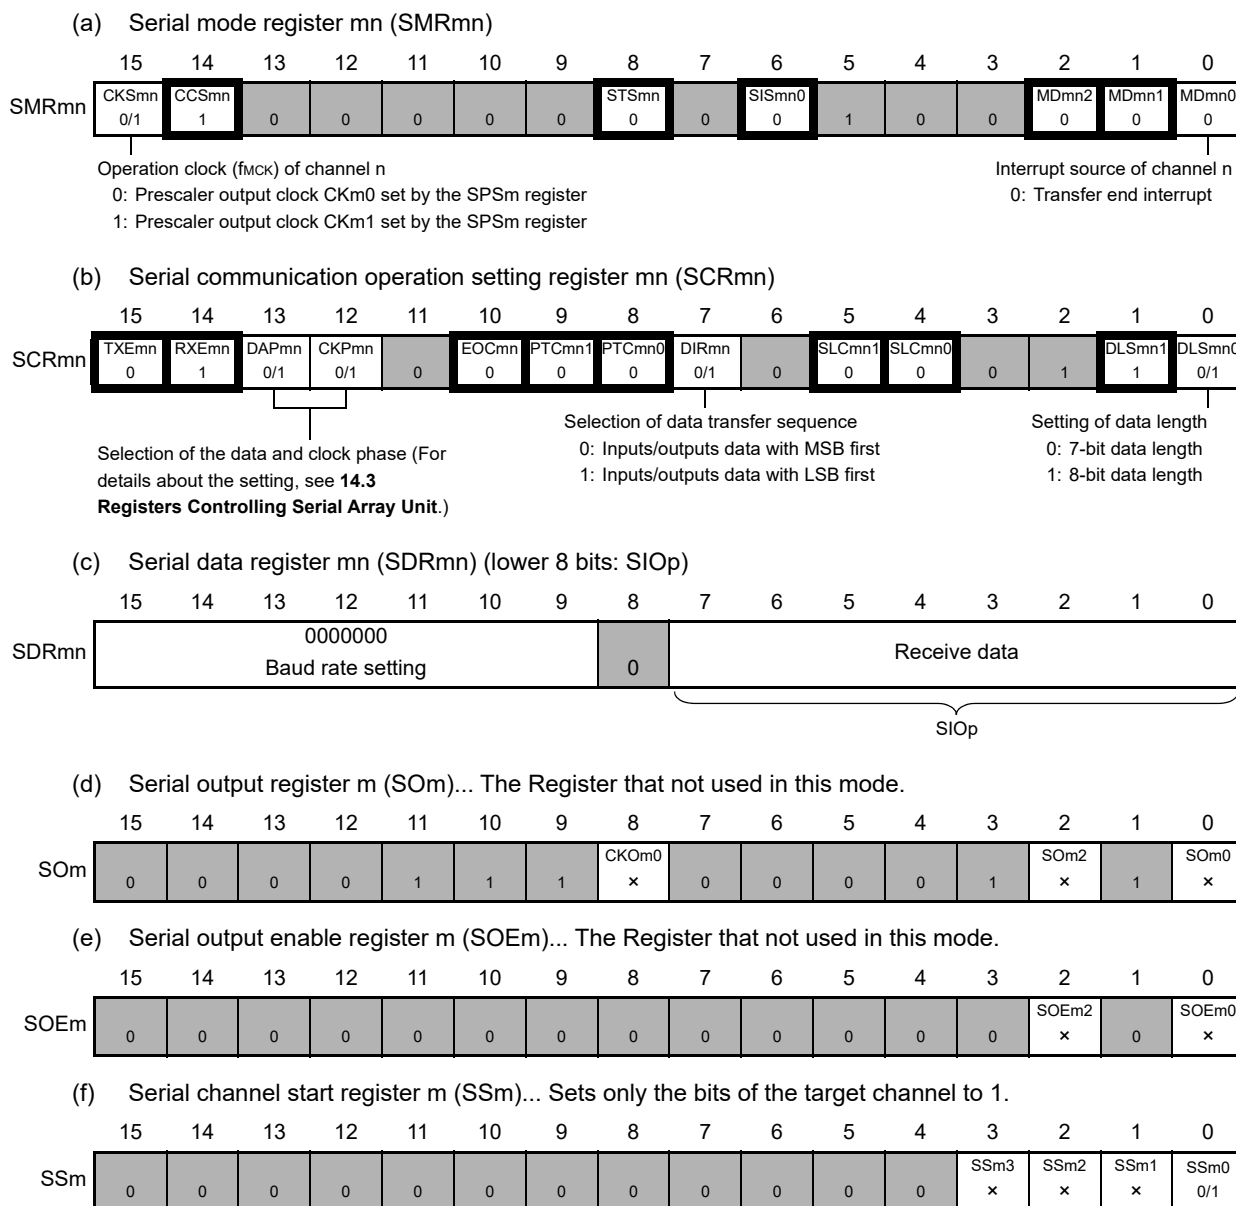 (a) Serial mode register mn (SMRmn)
15 14 13 12 11 10 9 8 7 6 5 4 3 2 1 0
SMRmn CKSmn CCSmn STSmn SISmn0 MDmn2 MDmn1 MDmn0
0/1 1 0 0 0 0 0 0 0 0 1 0 0 0 0 0
Operation clock (fMCK) of channel n
0: Prescaler output clock CKm0 set by the SPSm register
1: Prescaler output clock CKm1 set by the SPSm register
Interrupt source of channel n
0: Transfer end interrupt
(b) Serial communication operation setting register mn (SCRmn)
15 14 13 12 11 10 9 8 7 6 5 4 3 2 1 0
SCRmn TXEmn RXEmn DAPmn CKPmn EOCmn PTCmn1 PTCmn0 DIRmn SLCmn1 SLCmn0 DLSmn1 DLSmn0
0 1 0/1 0/1 0 0 0 0 0/1 0 0 0 0 1 1 0/1
Selection of the data and clock phase (For
details about the setting, see 14.3
Registers Controlling Serial Array Unit.)
Selection of data transfer sequence
0: Inputs/outputs data with MSB first
1: Inputs/outputs data with LSB first
Setting of data length
0: 7-bit data length
1: 8-bit data length
(c) Serial data register mn (SDRmn) (lower 8 bits: SIOp)
15 14 13 12 11 10 9 8 7 6 5 4 3 2 1 0
SDRmn
0000000
Baud rate setting
0
Receive data
SIOp
(d) Serial output register m (SOm)... The Register that not used in this mode.
15 14 13 12 11 10 9 8 7 6 5 4 3 2 1 0
SOm CKOm0 SOm2 SOm0
0 0 0 0 1 1 1 × 0 0 0 0 1 × 1 ×
(e) Serial output enable register m (SOEm)... The Register that not used in this mode.
15 14 13 12 11 10 9 8 7 6 5 4 3 2 1 0
SOEm SOEm2 SOEm0
0 0 0 0 0 0 0 0 0 0 0 0 0 × 0 ×
(f) Serial channel start register m (SSm)... Sets only the bits of the target channel to 1.
15 14 13 12 11 10 9 8 7 6 5 4 3 2 1 0
SSm SSm3 SSm2 SSm1 SSm0
0 0 0 0 0 0 0 0 0 0 0 0 × × × 0/1